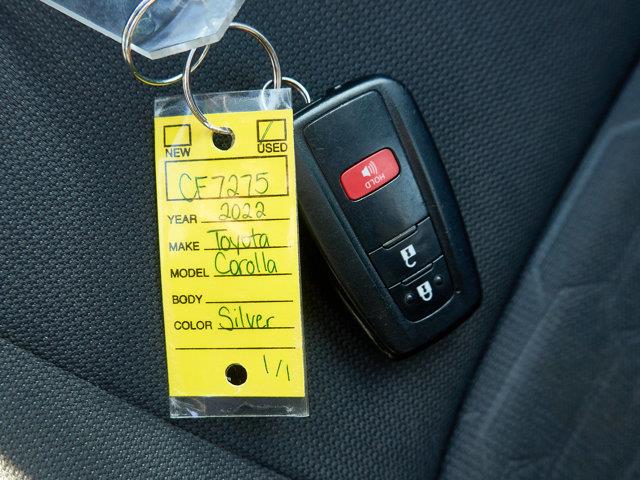 NEW USED
CF7275
YEAR 2022
MAKE Toyota
MODEL Corolla
BODY
COLOR Silver
1/1
HOLD